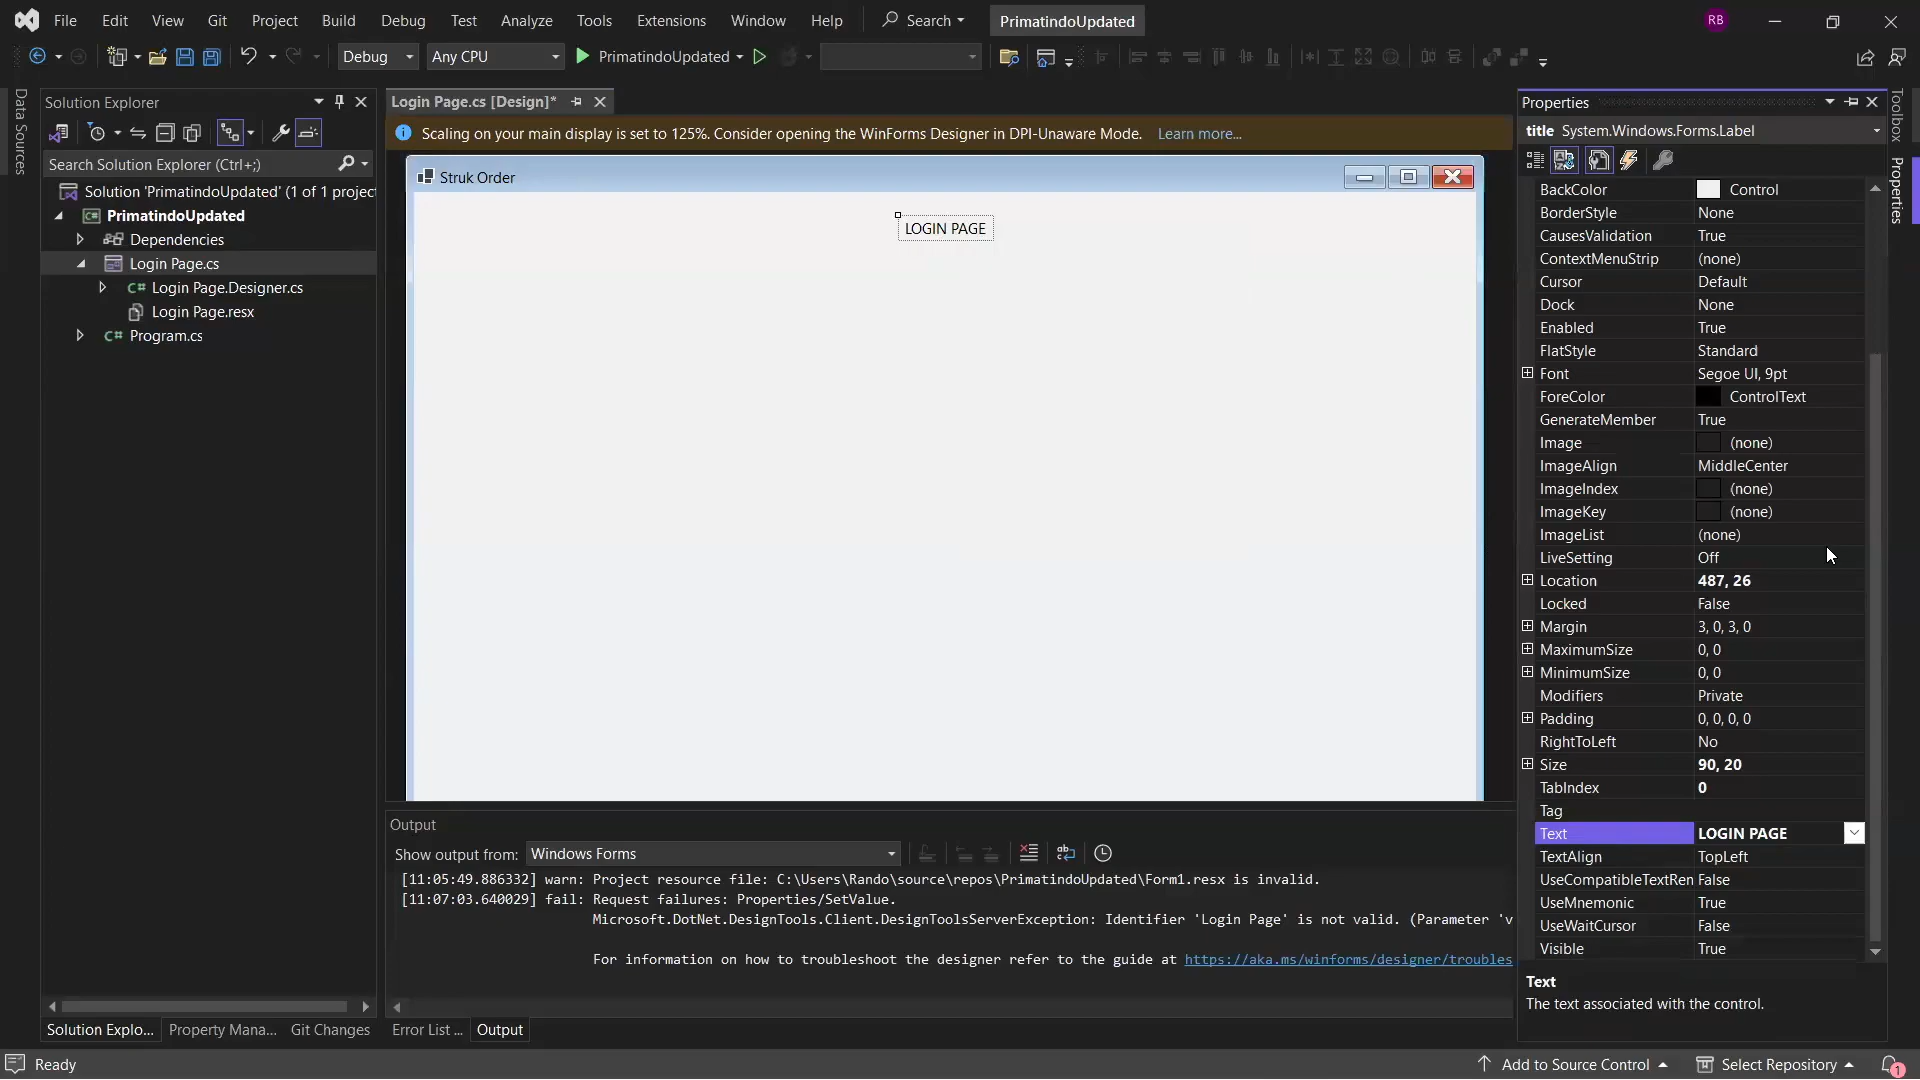 File Edit View Git Project Build Debug Test Analyze Tools Extensions Window Help Search PrimatindoUpdated RB
Debug Any CPU PrimatindoUpdated
Data Sources
Solution Explorer
Search Solution Explorer (Ctrl+;)
Solution 'PrimatindoUpdated' (1 of 1 project
PrimatindoUpdated
Dependencies
Login Page.cs
Login Page.Designer.cs
Login Page.resx
Program.cs
Solution Explo... Property Mana... Git Changes
Login Page.cs [Design]*
Scaling on your main display is set to 125%. Consider opening the WinForms Designer in DPI-Unaware Mode. Learn more...
Struk Order
LOGIN PAGE
Output
Show output from: Windows Forms
[11:05:49.886332] warn: Project resource file: C:\Users\Rando\source\repos\PrimatindoUpdated\Form1.resx is invalid.
[11:07:03.640029] fail: Request failures: Properties/SetValue.
Microsoft.DotNet.DesignTools.Client.DesignToolsServerException: Identifier 'Login Page' is not valid. (Parameter 'v
For information on how to troubleshoot the designer refer to the guide at https://aka.ms/winforms/designer/troubles
Error List ... Output
Properties
title System.Windows.Forms.Label
BackColor Control
BorderStyle None
CausesValidation True
ContextMenuStrip (none)
Cursor Default
Dock None
Enabled True
FlatStyle Standard
Font Segoe UI, 9pt
ForeColor ControlText
GenerateMember True
Image (none)
ImageAlign MiddleCenter
ImageIndex (none)
ImageKey (none)
ImageList (none)
LiveSetting Off
Location 487, 26
Locked False
Margin 3, 0, 3, 0
MaximumSize 0, 0
MinimumSize 0, 0
Modifiers Private
Padding 0, 0, 0, 0
RightToLeft No
Size 90, 20
TabIndex 0
Tag
Text LOGIN PAGE
TextAlign TopLeft
UseCompatibleTextRen False
UseMnemonic True
UseWaitCursor False
Visible True
Text
The text associated with the control.
Toolbox
Properties
Ready Add to Source Control Select Repository 1